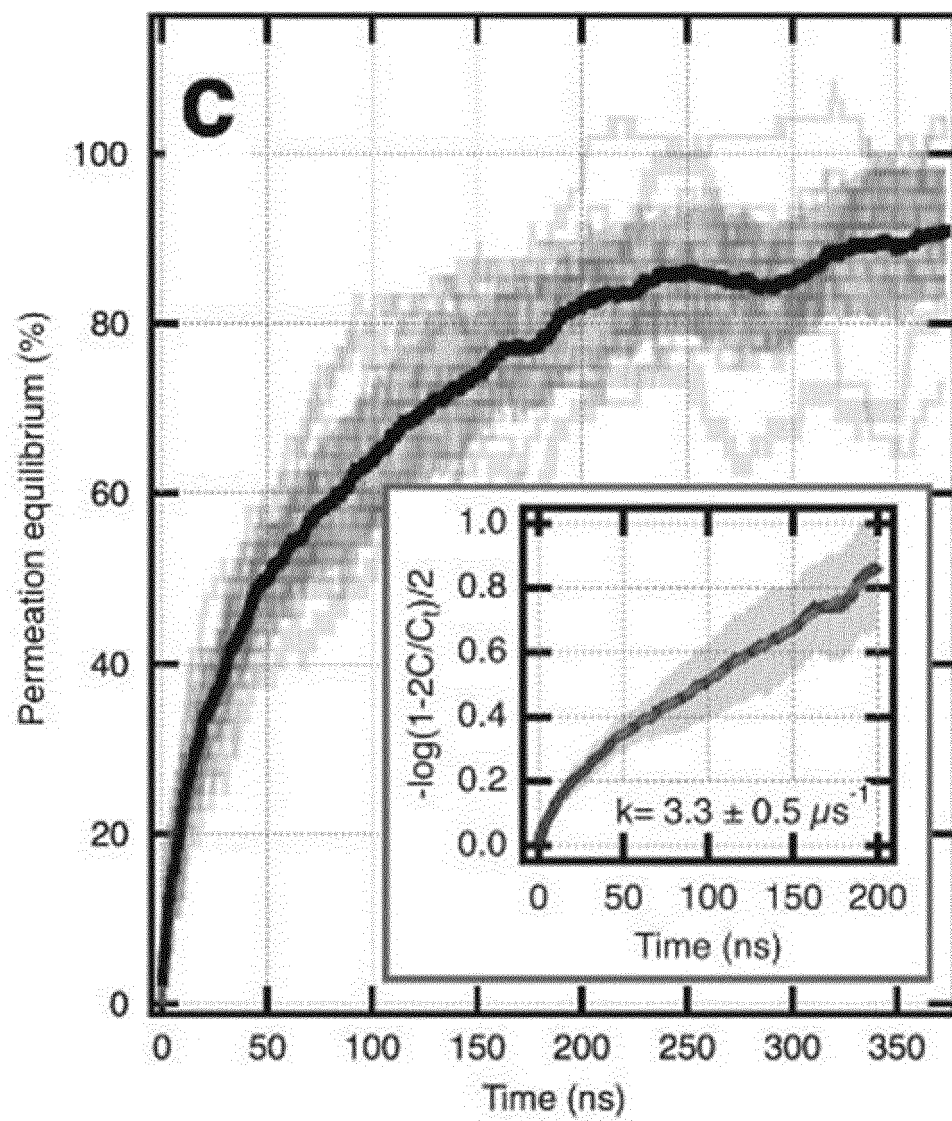 C
Permeation equilibrium (%)
100
80
60
40
20
0
0 50 100 150 200 250 300 350
Time (ns)
-log(1-2C/Ct)/2
1.0
0.8
0.6
0.4
0.2
0.0
k= 3.3 ± 0.5 µs⁻¹
0 50 100 150 200
Time (ns)